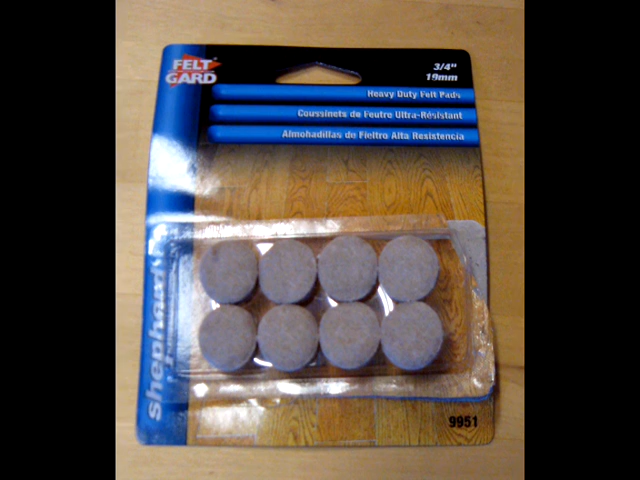 FELT
GARD
3/4"
19mm
Heavy Duty Felt Pads
Coussinets de Feutre Ultra-Résistant
Almohadillas de Fieltro Alta Resistencia
shepherd
9951